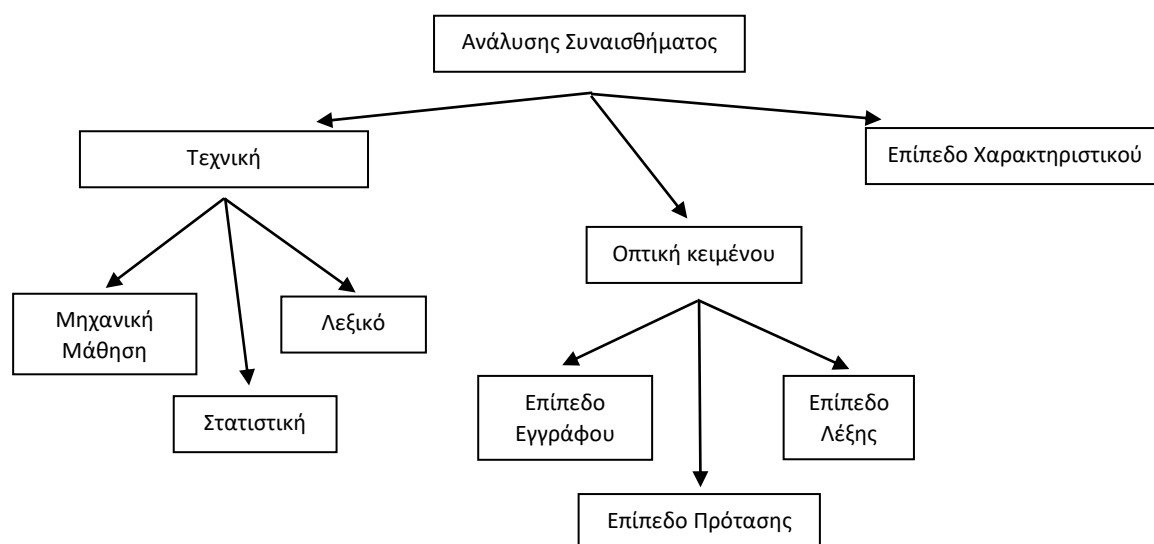 Ανάλυσης Συναισθήματος
Τεχνική
Επίπεδο Χαρακτηριστικού
Οπτική κειμένου
Μηχανική
Μάθηση
Λεξικό
Στατιστική
Επίπεδο
Εγγράφου
Επίπεδο
Λέξης
Επίπεδο Πρότασης